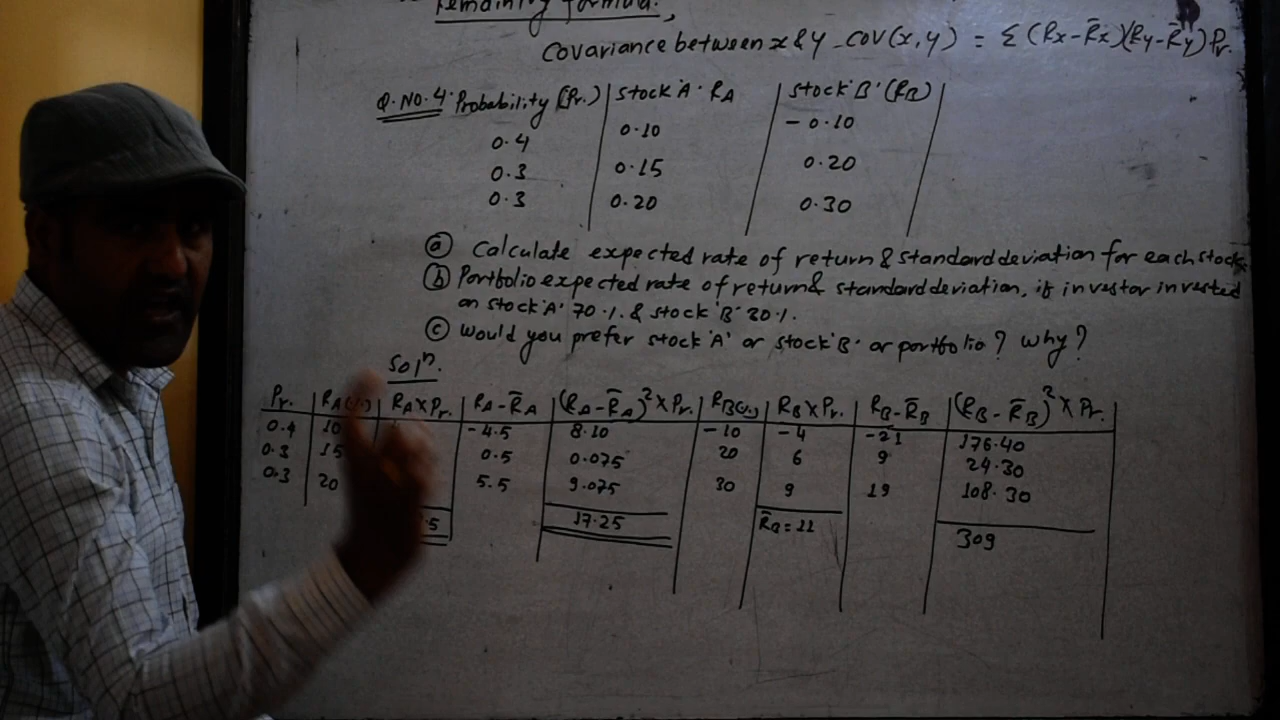 Remaining formula:,
Covariance between x & y - COV(x,y) = Σ(Rx-R̄x)(Ry-R̄y)Pr.
Q.NO.4 Probability (Pr.) Stock 'A' RA Stock 'B' (RB)
0.4 0.10 -0.10
0.3 0.15 0.20
0.3 0.20 0.30
(a) Calculate expected rate of return & standard deviation for each stock.
(b) Portfolio expected rate of return & standard deviation, if investor invested
on stock 'A' 70% & stock 'B' 30%.
(c) Would you prefer stock 'A' or stock 'B' or portfolio? Why?
Solⁿ.
Pr. RA(%) RA×Pr. RA-R̄A (RA-R̄A)²×Pr. RB(%) RB×Pr. RB-R̄B (RB-R̄B)²×Pr.
0.4 10 -4.5 8.10 -10 -4 -21 176.40
0.3 15 0.5 0.075 20 6 9 24.30
0.3 20 5.5 9.075 30 9 19 108.30
.5 17.25 R̄B=11 309